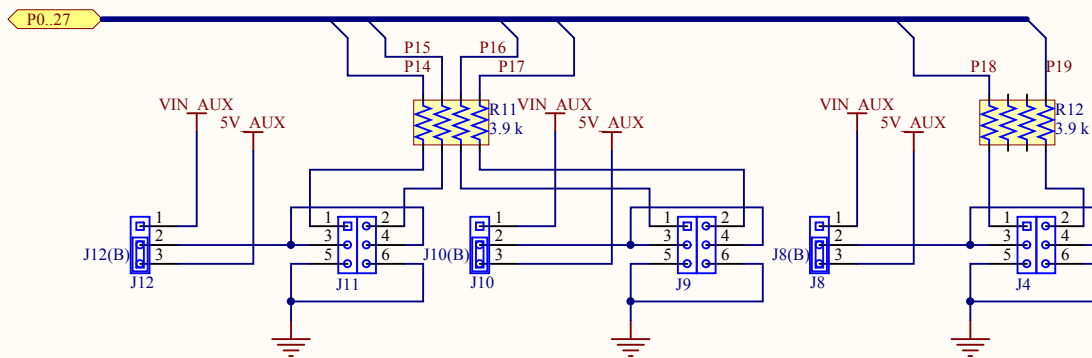 P0..27
P15
P16
P14
P17
P18
P19
VIN_AUX
5V_AUX
R11
3.9 k
VIN_AUX
5V_AUX
VIN_AUX
5V_AUX
R12
3.9 k
1
2
3
J12(B)
J12
1
2
3
4
5
6
J11
1
2
3
J10(B)
J10
1
2
3
4
5
6
J9
1
2
3
J8(B)
J8
1
2
3
4
5
6
J4